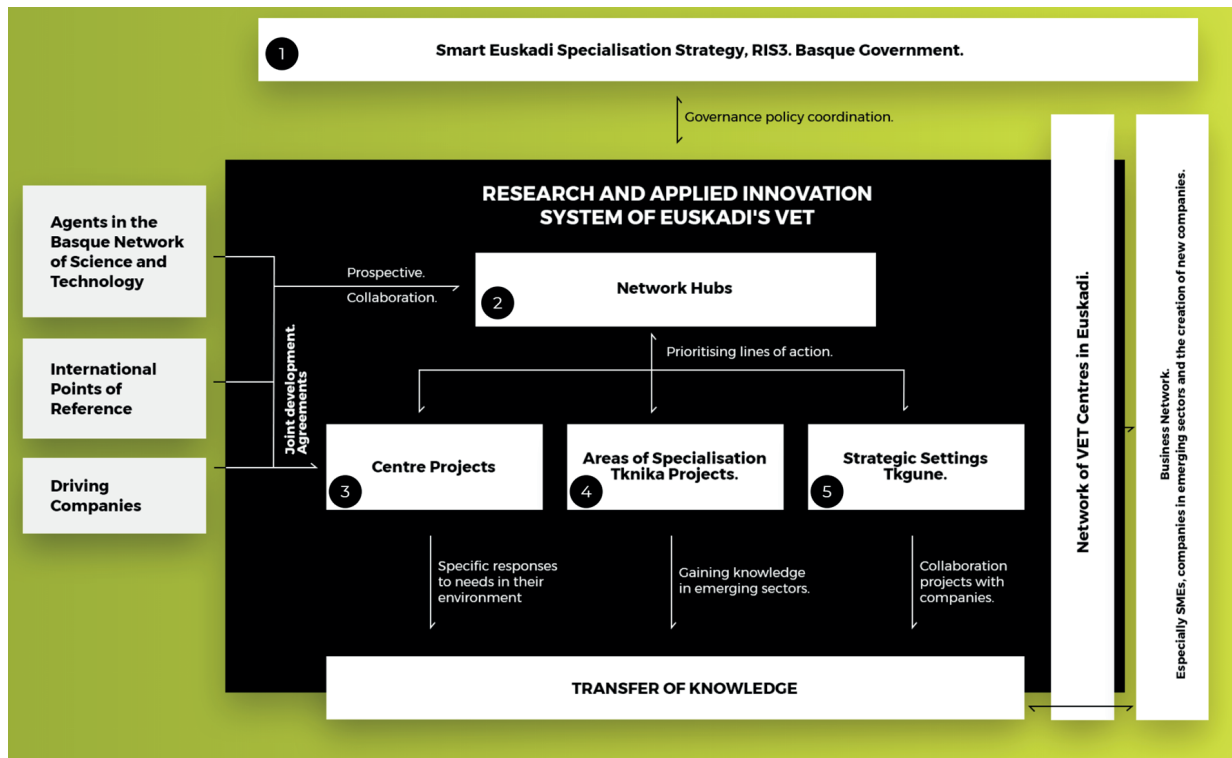 1
Smart Euskadi Specialisation Strategy, RIS3. Basque Government.
Governance policy coordination.
RESEARCH AND APPLIED INNOVATION
SYSTEM OF EUSKADI'S VET
Agents in the
Basque Network
of Science and
Technology
International
Points of
Reference
Driving
Companies
Prospective.
Collaboration.
Joint development.
Agreements
2
Network Hubs
Prioritising lines of action.
3
Centre Projects
4
Areas of Specialisation
Tknika Projects.
5
Strategic Settings
Tkgune.
Specific responses
to needs in their
environment
Gaining knowledge
in emerging sectors.
Collaboration
projects with
companies.
TRANSFER OF KNOWLEDGE
Network of VET Centres in Euskadi.
Business Network.
Especially SMEs, companies in emerging sectors and the creation of new companies.